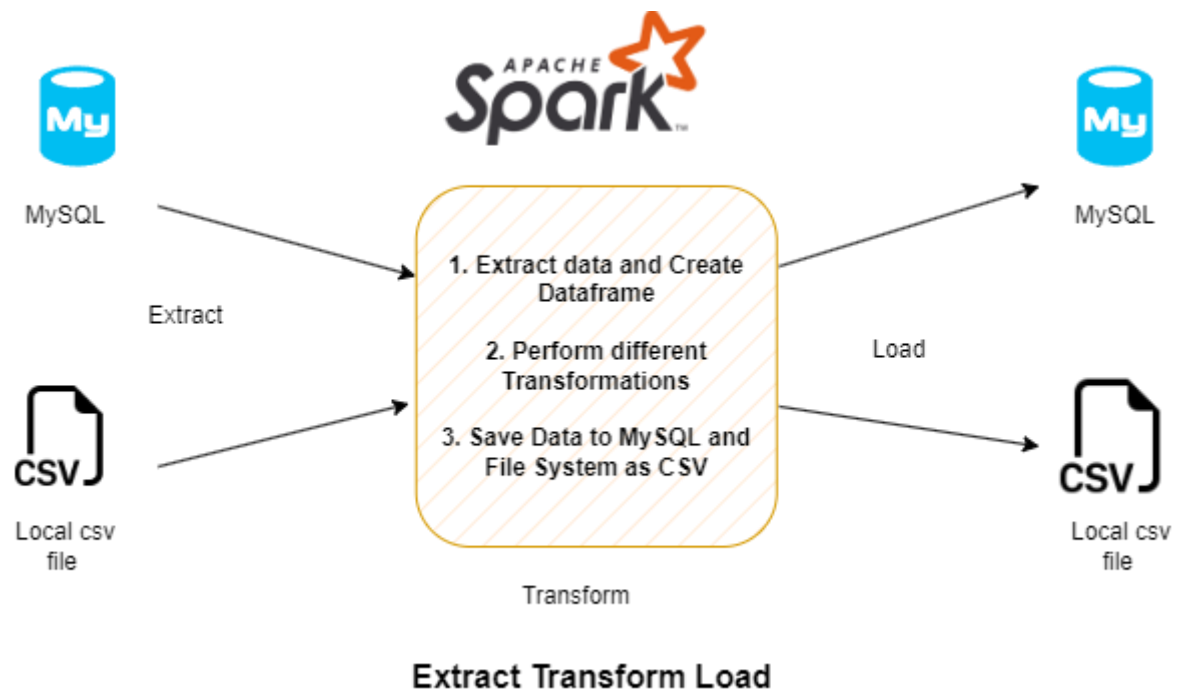 APACHE
Spark™
My
MySQL
My
MySQL
1. Extract data and Create
Dataframe
Extract
2. Perform different
Transformations
Load
3. Save Data to MySQL and
File System as CSV
CSV
Local csv
file
CSV
Local csv
file
Transform
Extract Transform Load